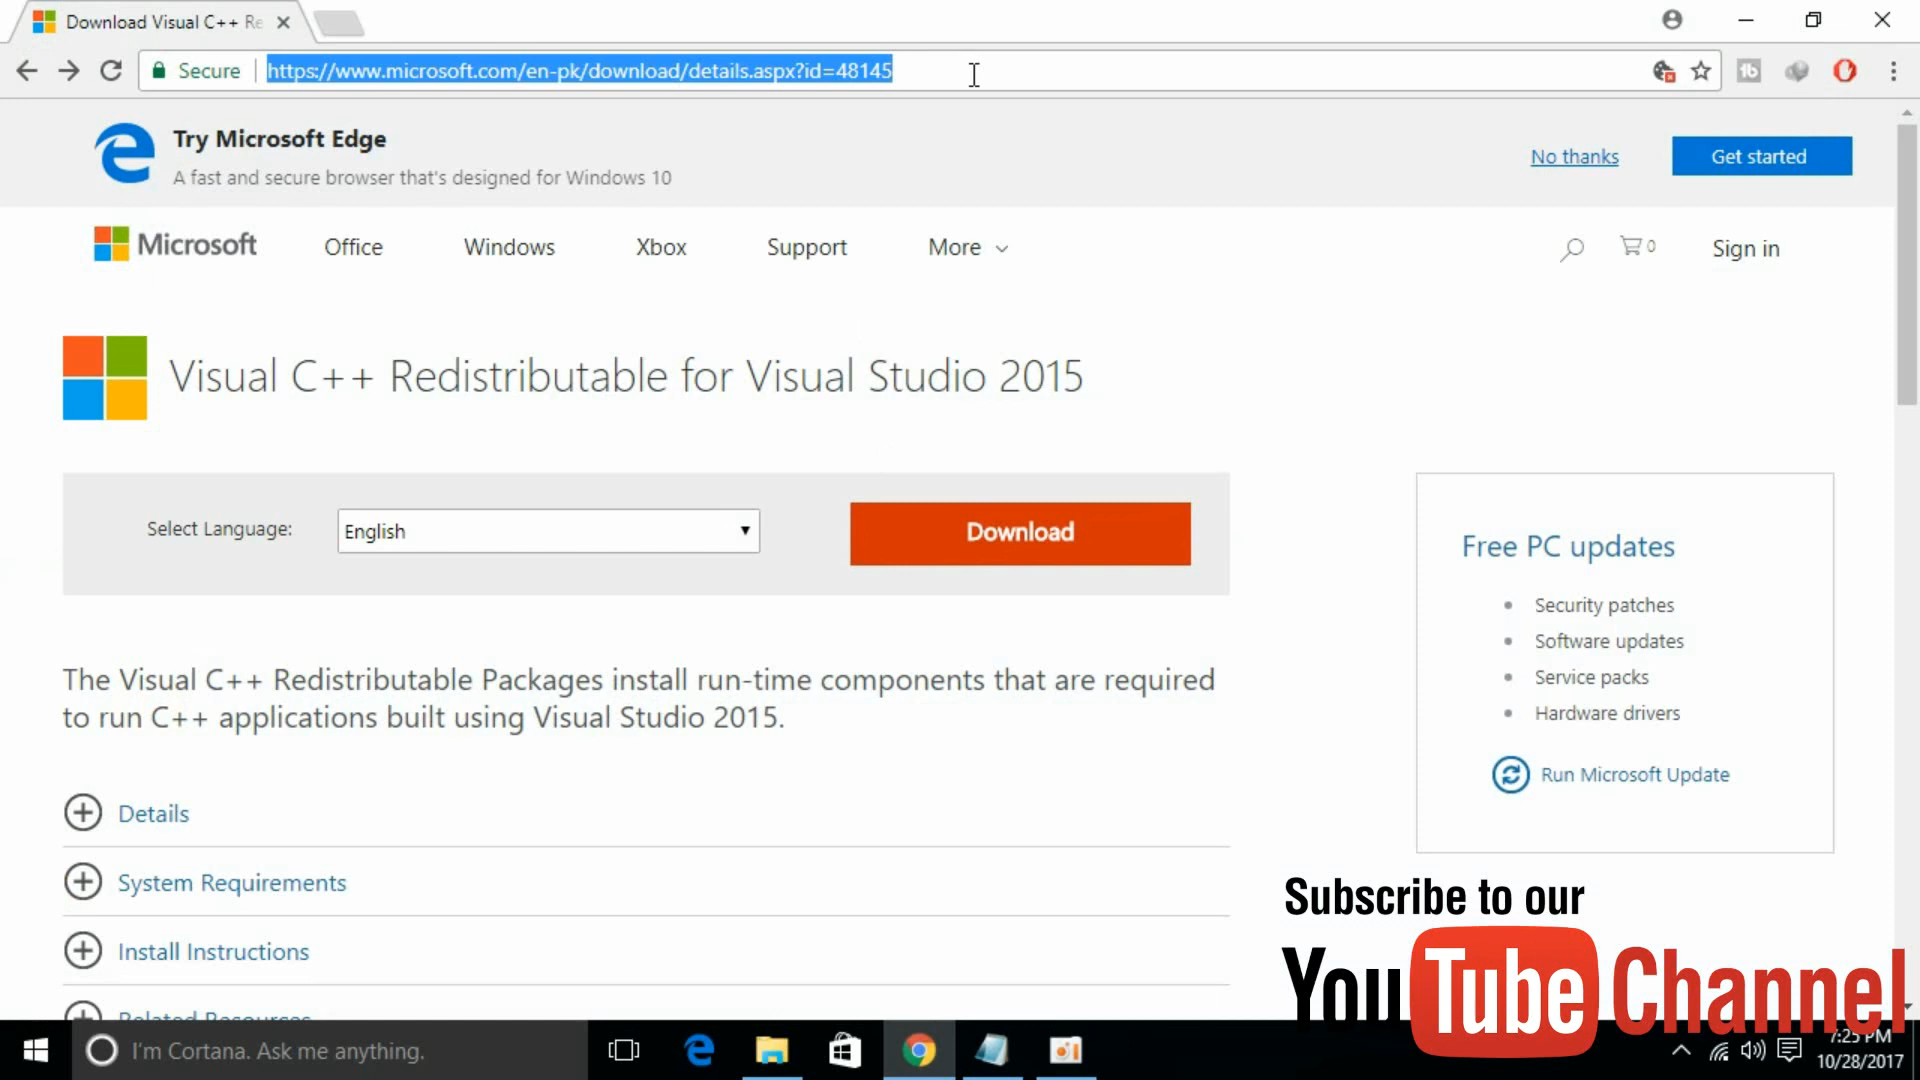 Download Visual C++ Re
Secure
https://www.microsoft.com/en-pk/download/details.aspx?id=48145
Try Microsoft Edge
A fast and secure browser that's designed for Windows 10
No thanks
Get started
Microsoft
Office
Windows
Xbox
Support
More
0
Sign in
Visual C++ Redistributable for Visual Studio 2015
Select Language:
English
Download
Free PC updates
Security patches
Software updates
Service packs
Hardware drivers
Run Microsoft Update
The Visual C++ Redistributable Packages install run-time components that are required
to run C++ applications built using Visual Studio 2015.
Details
System Requirements
Install Instructions
Related Resources
Subscribe to our
YouTube Channel
I'm Cortana. Ask me anything.
7:25 PM
10/28/2017